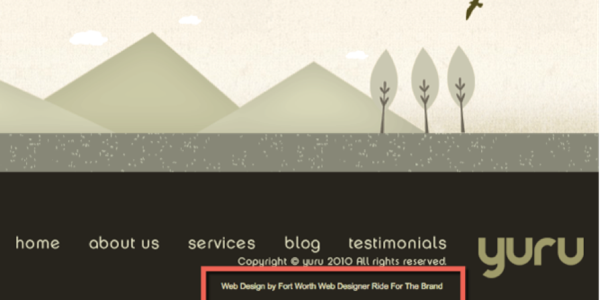 home about us services blog testimonials yuru
Copyright © yuru 2010 All rights reserved.
Web Design by Fort Worth Web Designer Ride For The Brand